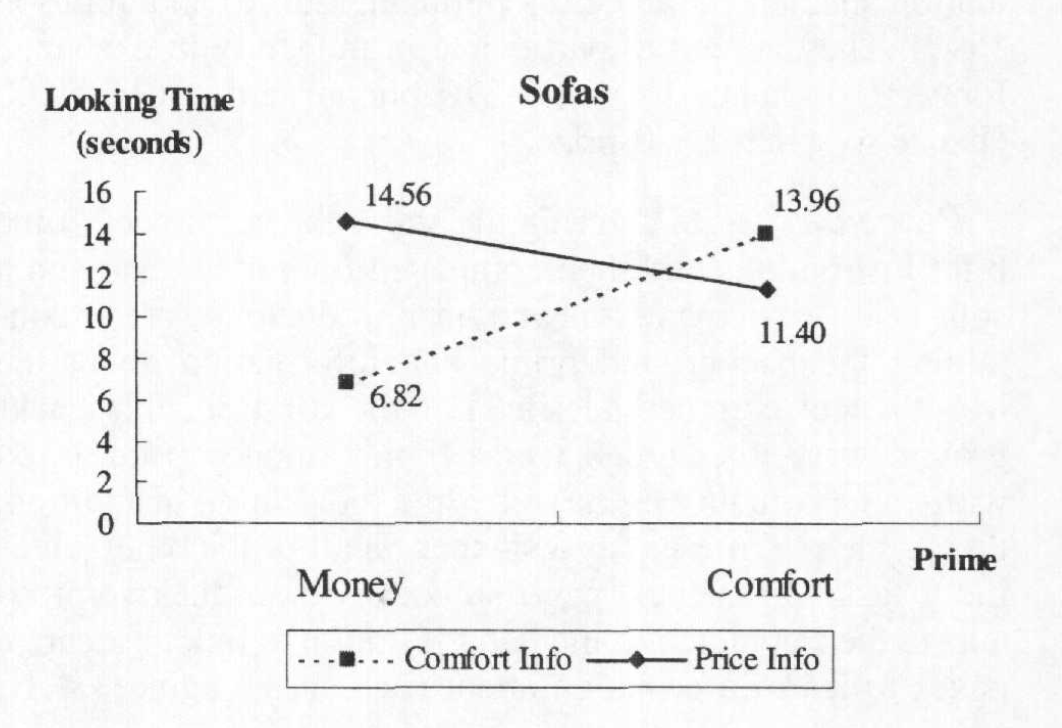 Sofas
Looking Time
(seconds)
16
14
12
10
8
6
4
2
0
14.56
13.96
11.40
6.82
Prime
Money
Comfort
Comfort Info
Price Info